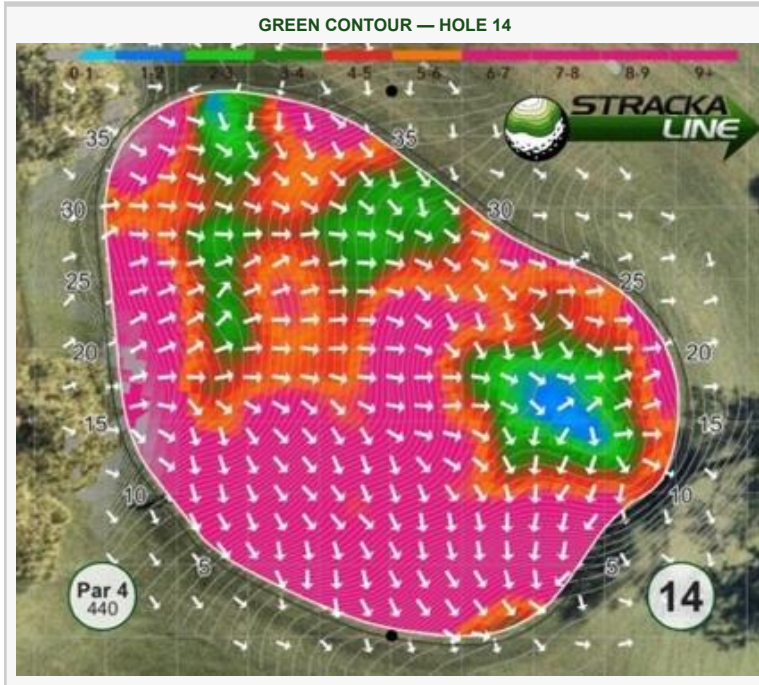 GREEN CONTOUR — HOLE 14
0-1 1-2 2-3 3-4 4-5 5-6 6-7 7-8 8-9 9+
STRACKA
LINE
35 35
30 30
25 25
20 20
15 15
10 10
5 5
Par 4
440
14